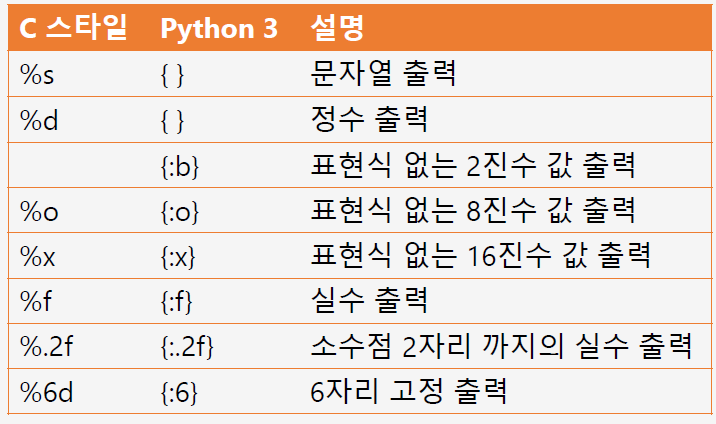 C 스타일 Python 3 설명
%s { } 문자열 출력
%d { } 정수 출력
{:b} 표현식 없는 2진수 값 출력
%o {:o} 표현식 없는 8진수 값 출력
%x {:x} 표현식 없는 16진수 값 출력
%f {:f} 실수 출력
%.2f {:.2f} 소수점 2자리 까지의 실수 출력
%6d {:6} 6자리 고정 출력